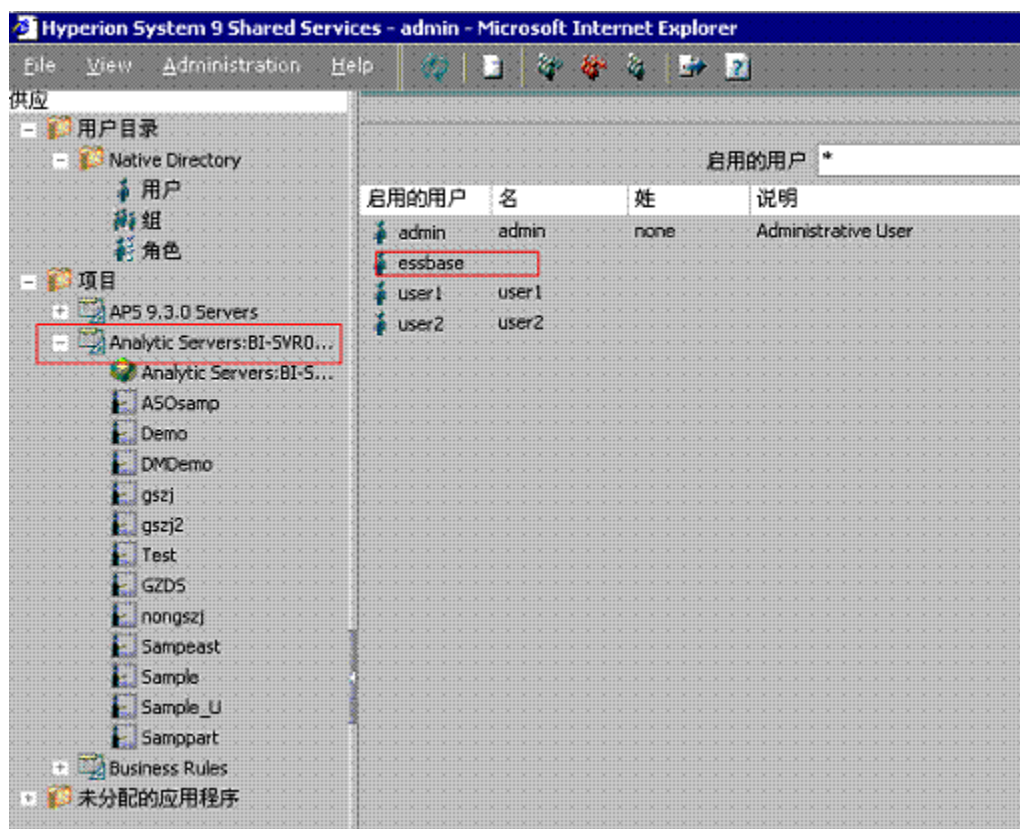 Hyperion System 9 Shared Services - admin - Microsoft Internet Explorer
File View Administration Help
供应
用户目录
Native Directory
用户
组
角色
项目
APS 9.3.0 Servers
Analytic Servers:BI-SVR0...
Analytic Servers:BI-S...
ASOsamp
Demo
DMDemo
gszj
gszj2
Test
GZDS
nongszj
Sampeast
Sample
Sample_U
Samppart
Business Rules
未分配的应用程序
启用的用户 *
启用的用户 名 姓 说明
admin admin none Administrative User
essbase
user1 user1
user2 user2